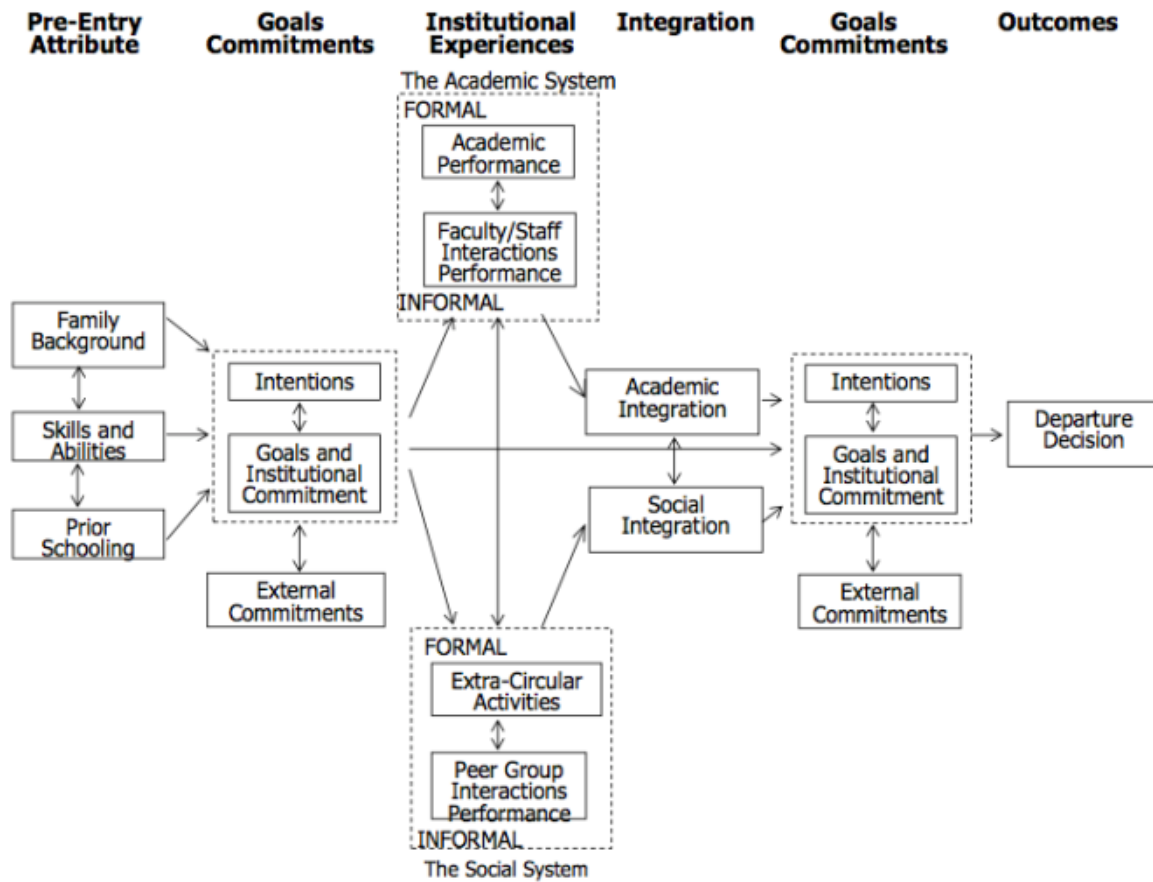 Pre-Entry
Attribute
Goals
Commitments
Institutional
Experiences
Integration
Goals
Commitments
Outcomes
The Academic System
FORMAL
Academic
Performance
Faculty/Staff
Interactions
Performance
INFORMAL
Family
Background
Skills and
Abilities
Prior
Schooling
Intentions
Goals and
Institutional
Commitment
External
Commitments
Academic
Integration
Social
Integration
Intentions
Goals and
Institutional
Commitment
External
Commitments
Departure
Decision
FORMAL
Extra-Circular
Activities
Peer Group
Interactions
Performance
INFORMAL
The Social System